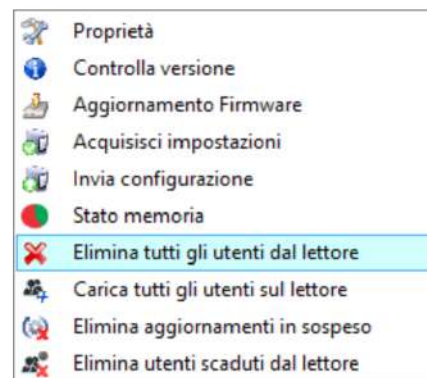 Proprietà
Controlla versione
Aggiornamento Firmware
Acquisisci impostazioni
Invia configurazione
Stato memoria
Elimina tutti gli utenti dal lettore
Carica tutti gli utenti sul lettore
Elimina aggiornamenti in sospeso
Elimina utenti scaduti dal lettore